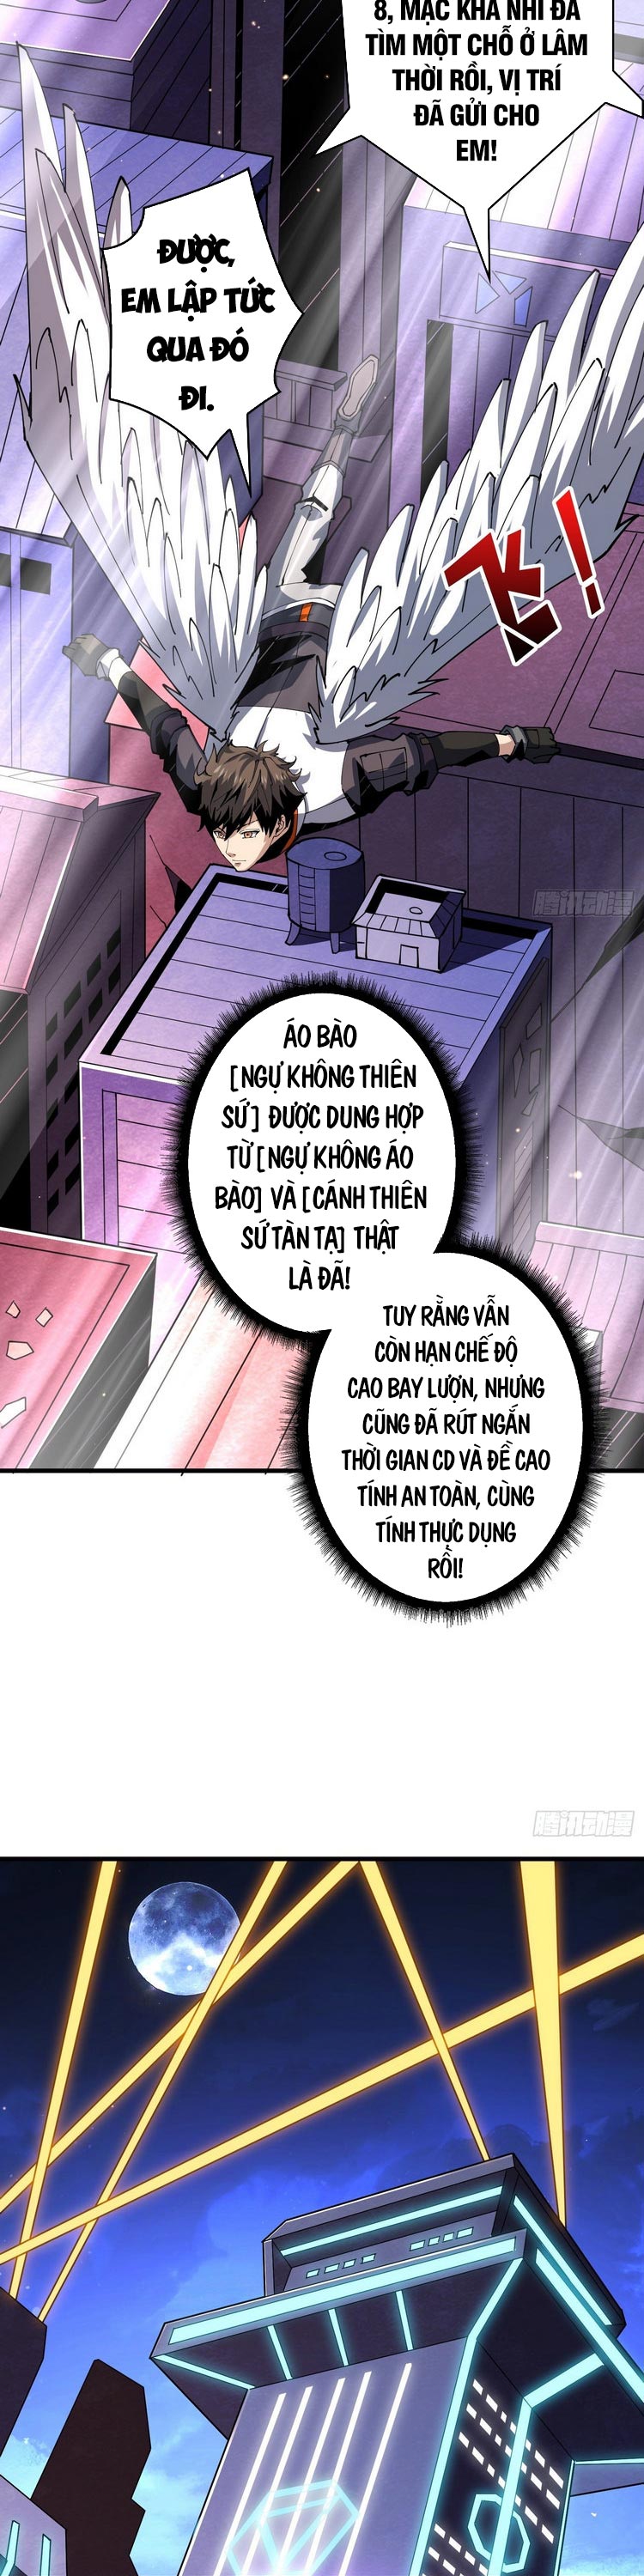 8, MẠC KHẢ NHI ĐÃ
TÌM MỘT CHỖ Ở LÂM
THỜI RỒI, VỊ TRÍ
ĐÃ GỬI CHO
EM!
ĐƯỢC,
EM LẬP TỨC
QUA ĐÓ
ĐI.
腾讯动漫
ÁO BÀO
[NGỰ KHÔNG THIÊN
SỨ] ĐƯỢC DUNG HỢP
TỪ [NGỰ KHÔNG ÁO
BÀO] VÀ [CÁNH THIÊN
SỨ TÀN TẠ] THẬT
LÀ ĐÃ!
TUY RẰNG VẪN
CÒN HẠN CHẾ ĐỘ
CAO BAY LƯỢN, NHƯNG
CŨNG ĐÃ RÚT NGẮN
THỜI GIAN CD VÀ ĐỀ CAO
TÍNH AN TOÀN, CÙNG
TÍNH THỰC DỤNG
RỒI!
腾讯动漫